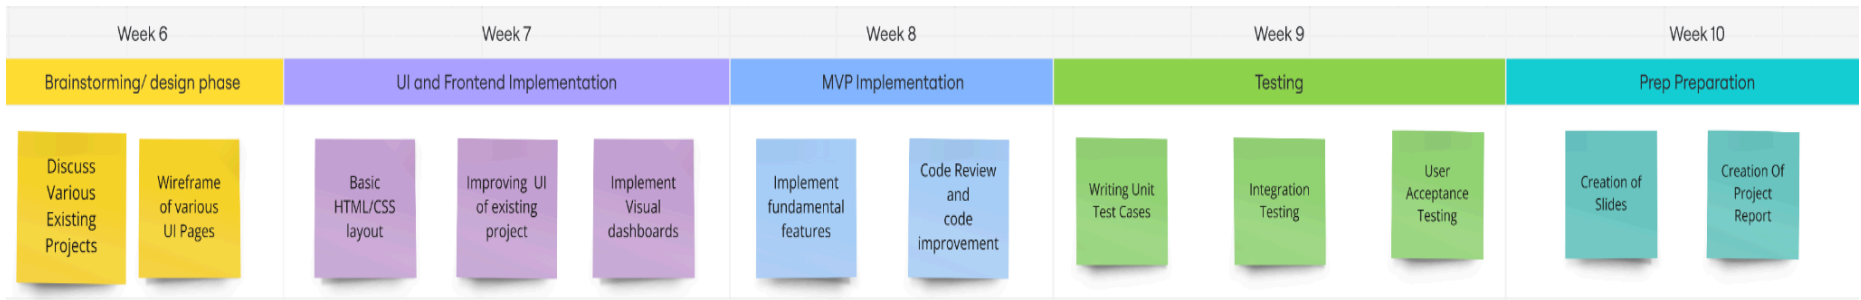 Week 6
Week 7
Week 8
Week 9
Week 10
Brainstorming/ design phase
UI and Frontend Implementation
MVP Implementation
Testing
Prep Preparation
Discuss
Various
Existing
Projects
Wireframe
of various
UI Pages
Basic
HTML/CSS
layout
Improving UI
of existing
project
Implement
Visual
dashboards
Implement
fundamental
features
Code Review
and
code
improvement
Writing Unit
Test Cases
Integration
Testing
User
Acceptance
Testing
Creation of
Slides
Creation Of
Project
Report